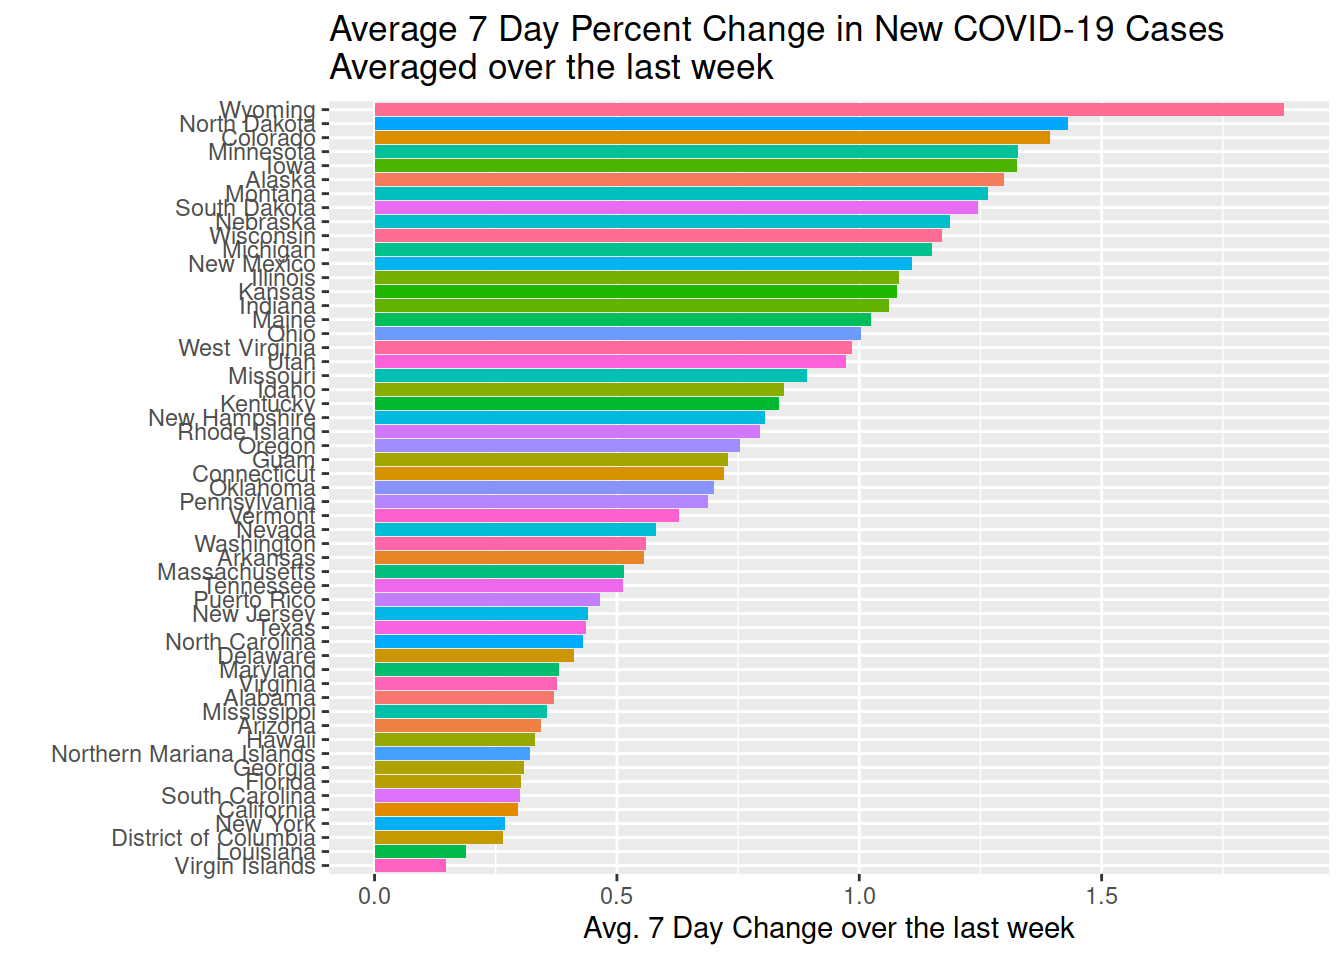 Average 7 Day Percent Change in New COVID-19 Cases
Averaged over the last week
Wyoming
North Dakota
Colorado
Minnesota
Iowa
Alaska
Montana
South Dakota
Nebraska
Wisconsin
Michigan
New Mexico
Illinois
Kansas
Indiana
Maine
Ohio
West Virginia
Utah
Missouri
Idaho
Kentucky
New Hampshire
Rhode Island
Oregon
Guam
Connecticut
Oklahoma
Pennsylvania
Vermont
Nevada
Washington
Arkansas
Massachusetts
Tennessee
Puerto Rico
New Jersey
Texas
North Carolina
Delaware
Maryland
Virginia
Alabama
Mississippi
Arizona
Hawaii
Northern Mariana Islands
Georgia
Florida
South Carolina
California
New York
District of Columbia
Louisiana
Virgin Islands
0.0 0.5 1.0 1.5
Avg. 7 Day Change over the last week